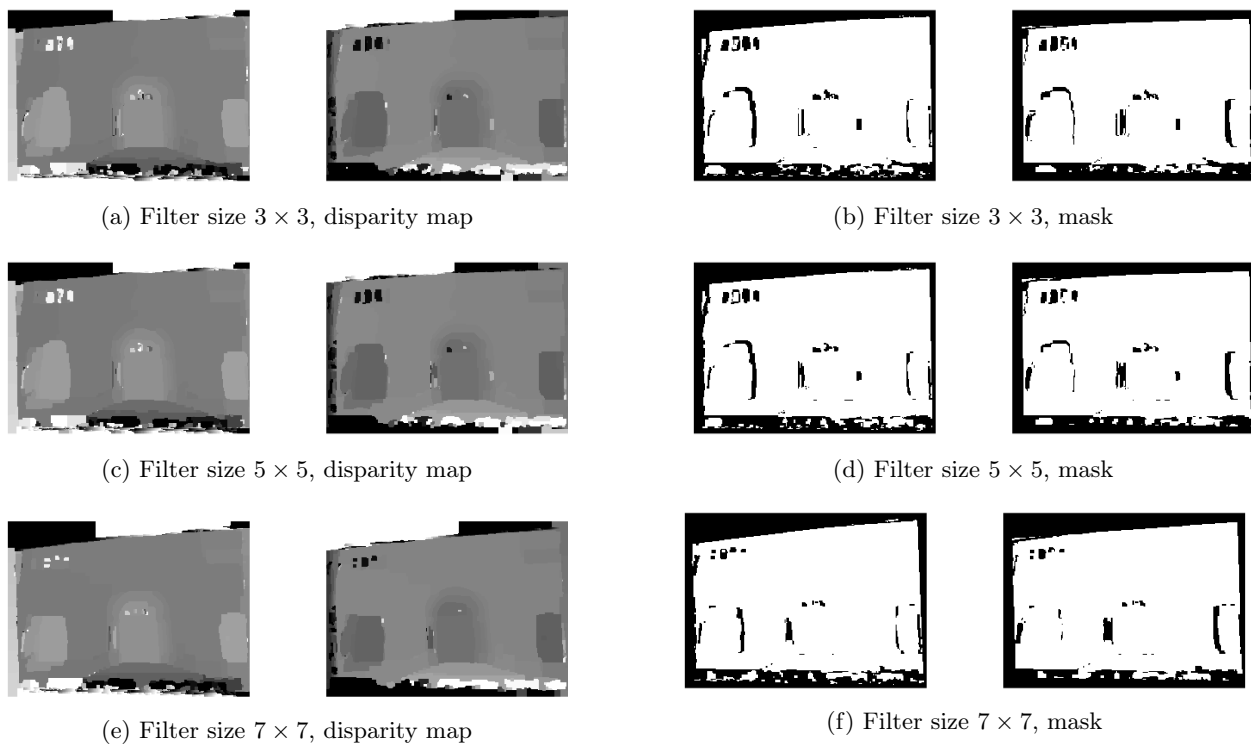 (a) Filter size 3 × 3, disparity map
(b) Filter size 3 × 3, mask
(c) Filter size 5 × 5, disparity map
(d) Filter size 5 × 5, mask
(e) Filter size 7 × 7, disparity map
(f) Filter size 7 × 7, mask